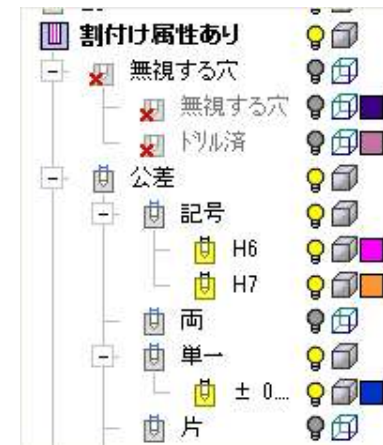 割付け属性あり
無視する穴
無視する穴
ドリル済
公差
記号
H6
H7
両
単一
± 0...
片